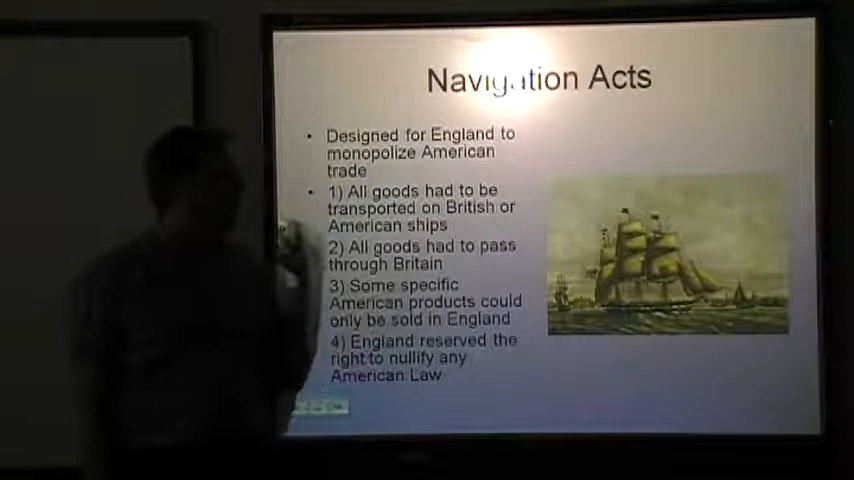 Navigation Acts
• Designed for England to
monopolize American
trade
• 1) All goods had to be
transported on British or
American ships
2) All goods had to pass
through Britain
3) Some specific
American products could
only be sold in England
4) England reserved the
right to nullify any
American Law